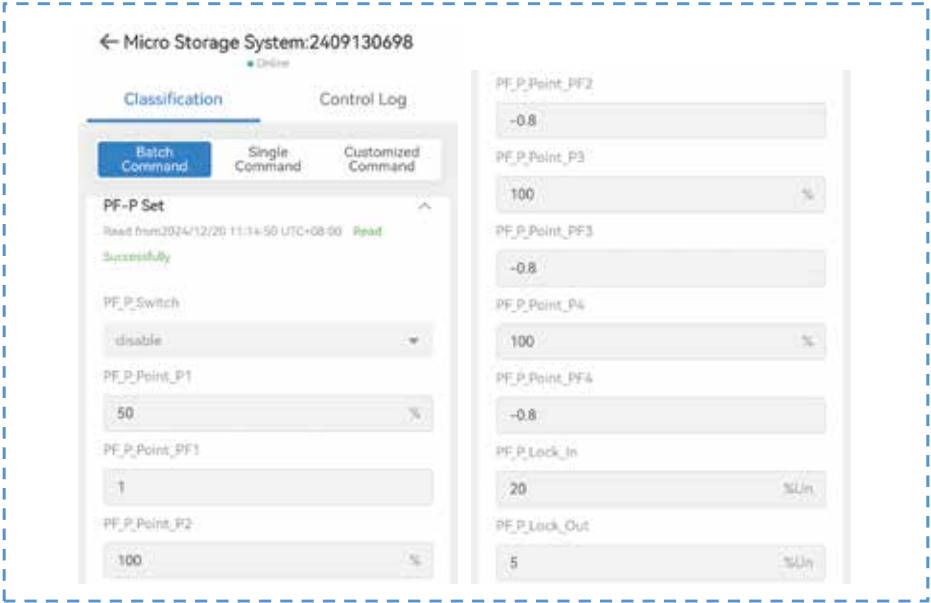 ← Micro Storage System:2409130698
Online
Classification
Control Log
Batch Command
Single Command
Customized Command
PF-P Set
Read from2024/12/20 11:14:50 UTC+08:00 Read
Successfully
PF_P_Switch
disable
PF_P_Point_P1
50 %
PF_P_Point_PF1
1
PF_P_Point_P2
100 %
PF_P_Point_PF2
-0.8
PF_P_Point_P3
100 %
PF_P_Point_PF3
-0.8
PF_P_Point_P4
100 %
PF_P_Point_PF4
-0.8
PF_P_Lock_In
20 %Un
PF_P_Lock_Out
5 %Un